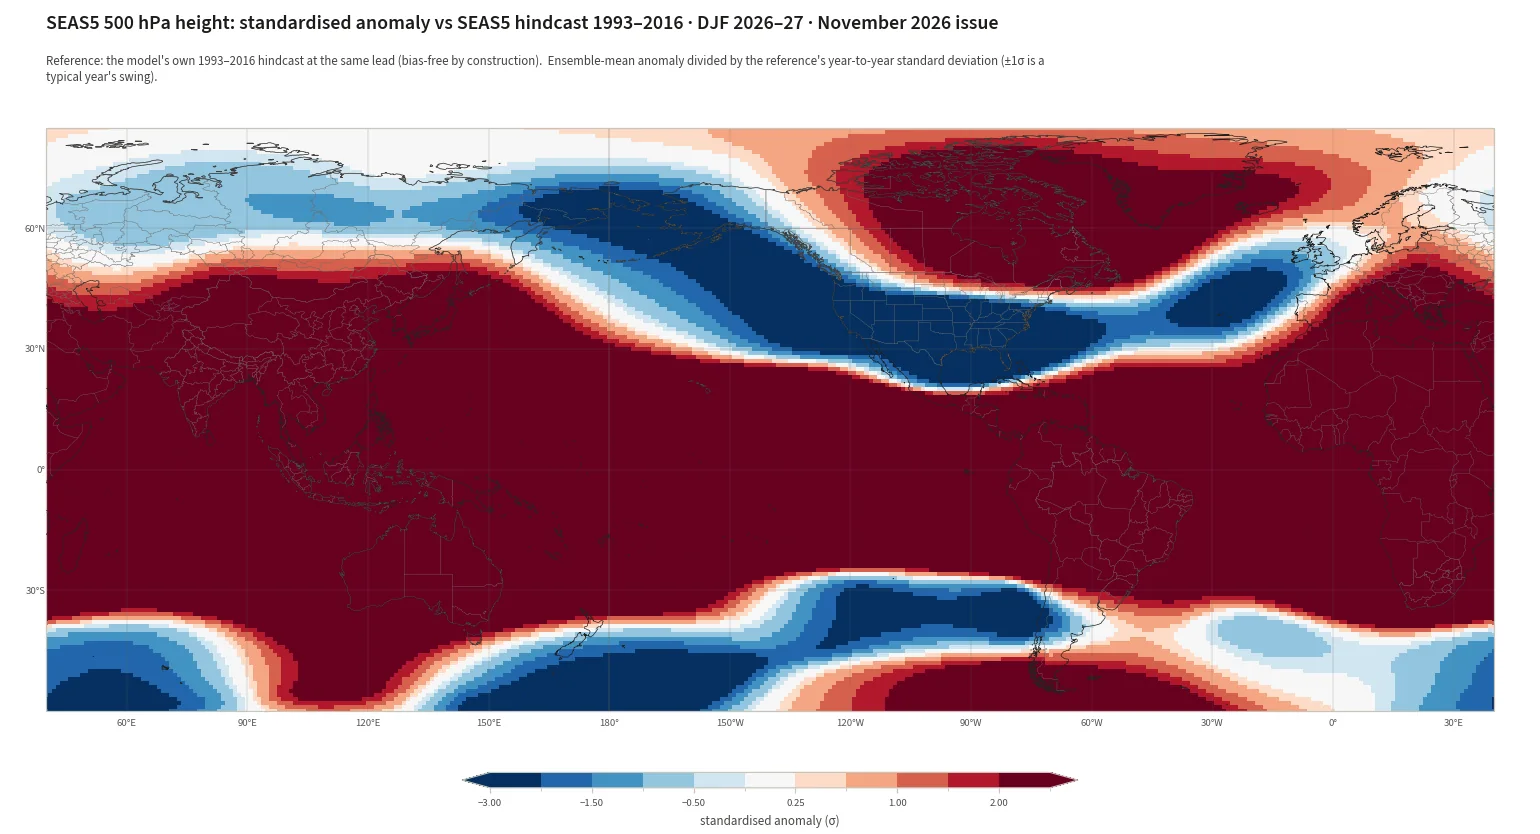 SEAS5 500 hPa height: standardised anomaly vs SEAS5 hindcast 1993–2016 · DJF 2026–27 · November 2026 issue
Reference: the model's own 1993–2016 hindcast at the same lead (bias-free by construction).  Ensemble-mean anomaly divided by the reference's year-to-year standard deviation (±1σ is a
typical year's swing).
60°N
30°N
0°
30°S
60°E
90°E
120°E
150°E
180°
150°W
120°W
90°W
60°W
30°W
0°
30°E
−3.00
−1.50
−0.50
0.25
1.00
2.00
standardised anomaly (σ)